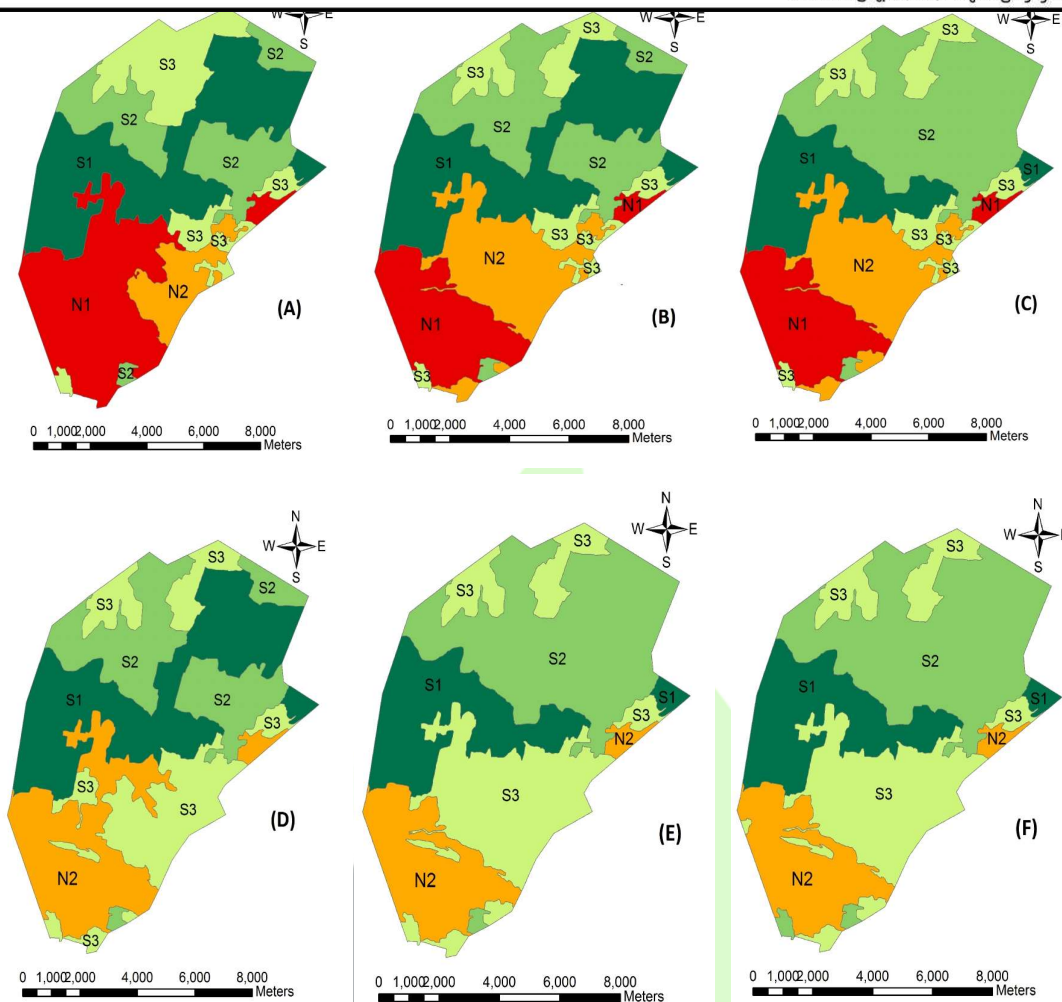 W E
S
S3
S2
S2
S1
S2
S3
S3
S3
N2
N1
S2
(A)
0 1,000 2,000 4,000 6,000 8,000
Meters
W E
S
S3
S3
S2
S2
S1
S2
S3
N1
S3
S3
S3
N2
N1
S3
(B)
0 1,000 2,000 4,000 6,000 8,000
Meters
W E
S
S3
S3
S2
S1
S1
S3
N1
S3
S3
N2
N1
S3
(C)
0 1,000 2,000 4,000 6,000 8,000
Meters
N
W E
S
S3
S2
S3
S2
S2
S1
S3
S3
S3
N2
S3
(D)
0 1,000 2,000 4,000 6,000 8,000
Meters
N
W E
S
S3
S3
S2
S1
S1
S3
N2
S3
N2
(E)
0 1,000 2,000 4,000 6,000 8,000
Meters
N
W
S
S3
S3
S2
S1
S1
S3
N2
S3
N2
(F)
0 1,000 2,000 4,000 6,000 8,000
Meters